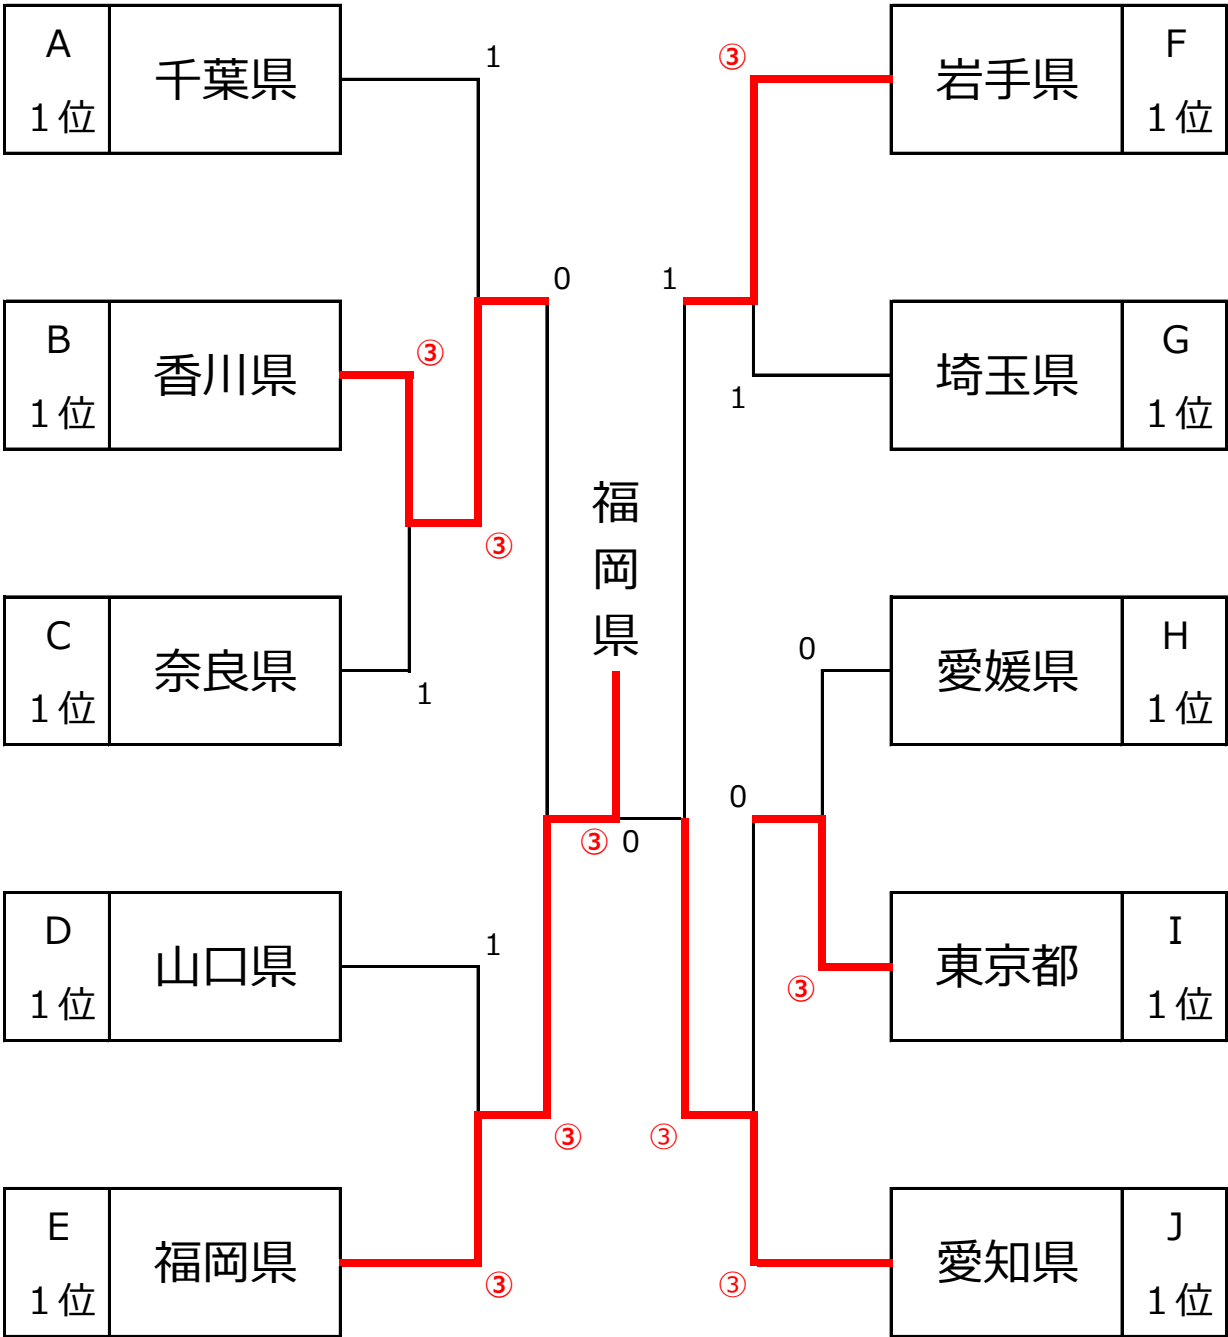 A
1位
千葉県
1
B
1位
香川県
③
③
0
C
1位
奈良県
1
D
1位
山口県
1
E
1位
福岡県
③
③
福岡県
③
0
③
岩手県
F
1位
1
1
埼玉県
G
1位
0
愛媛県
H
1位
0
③
東京都
I
1位
③
③
愛知県
J
1位